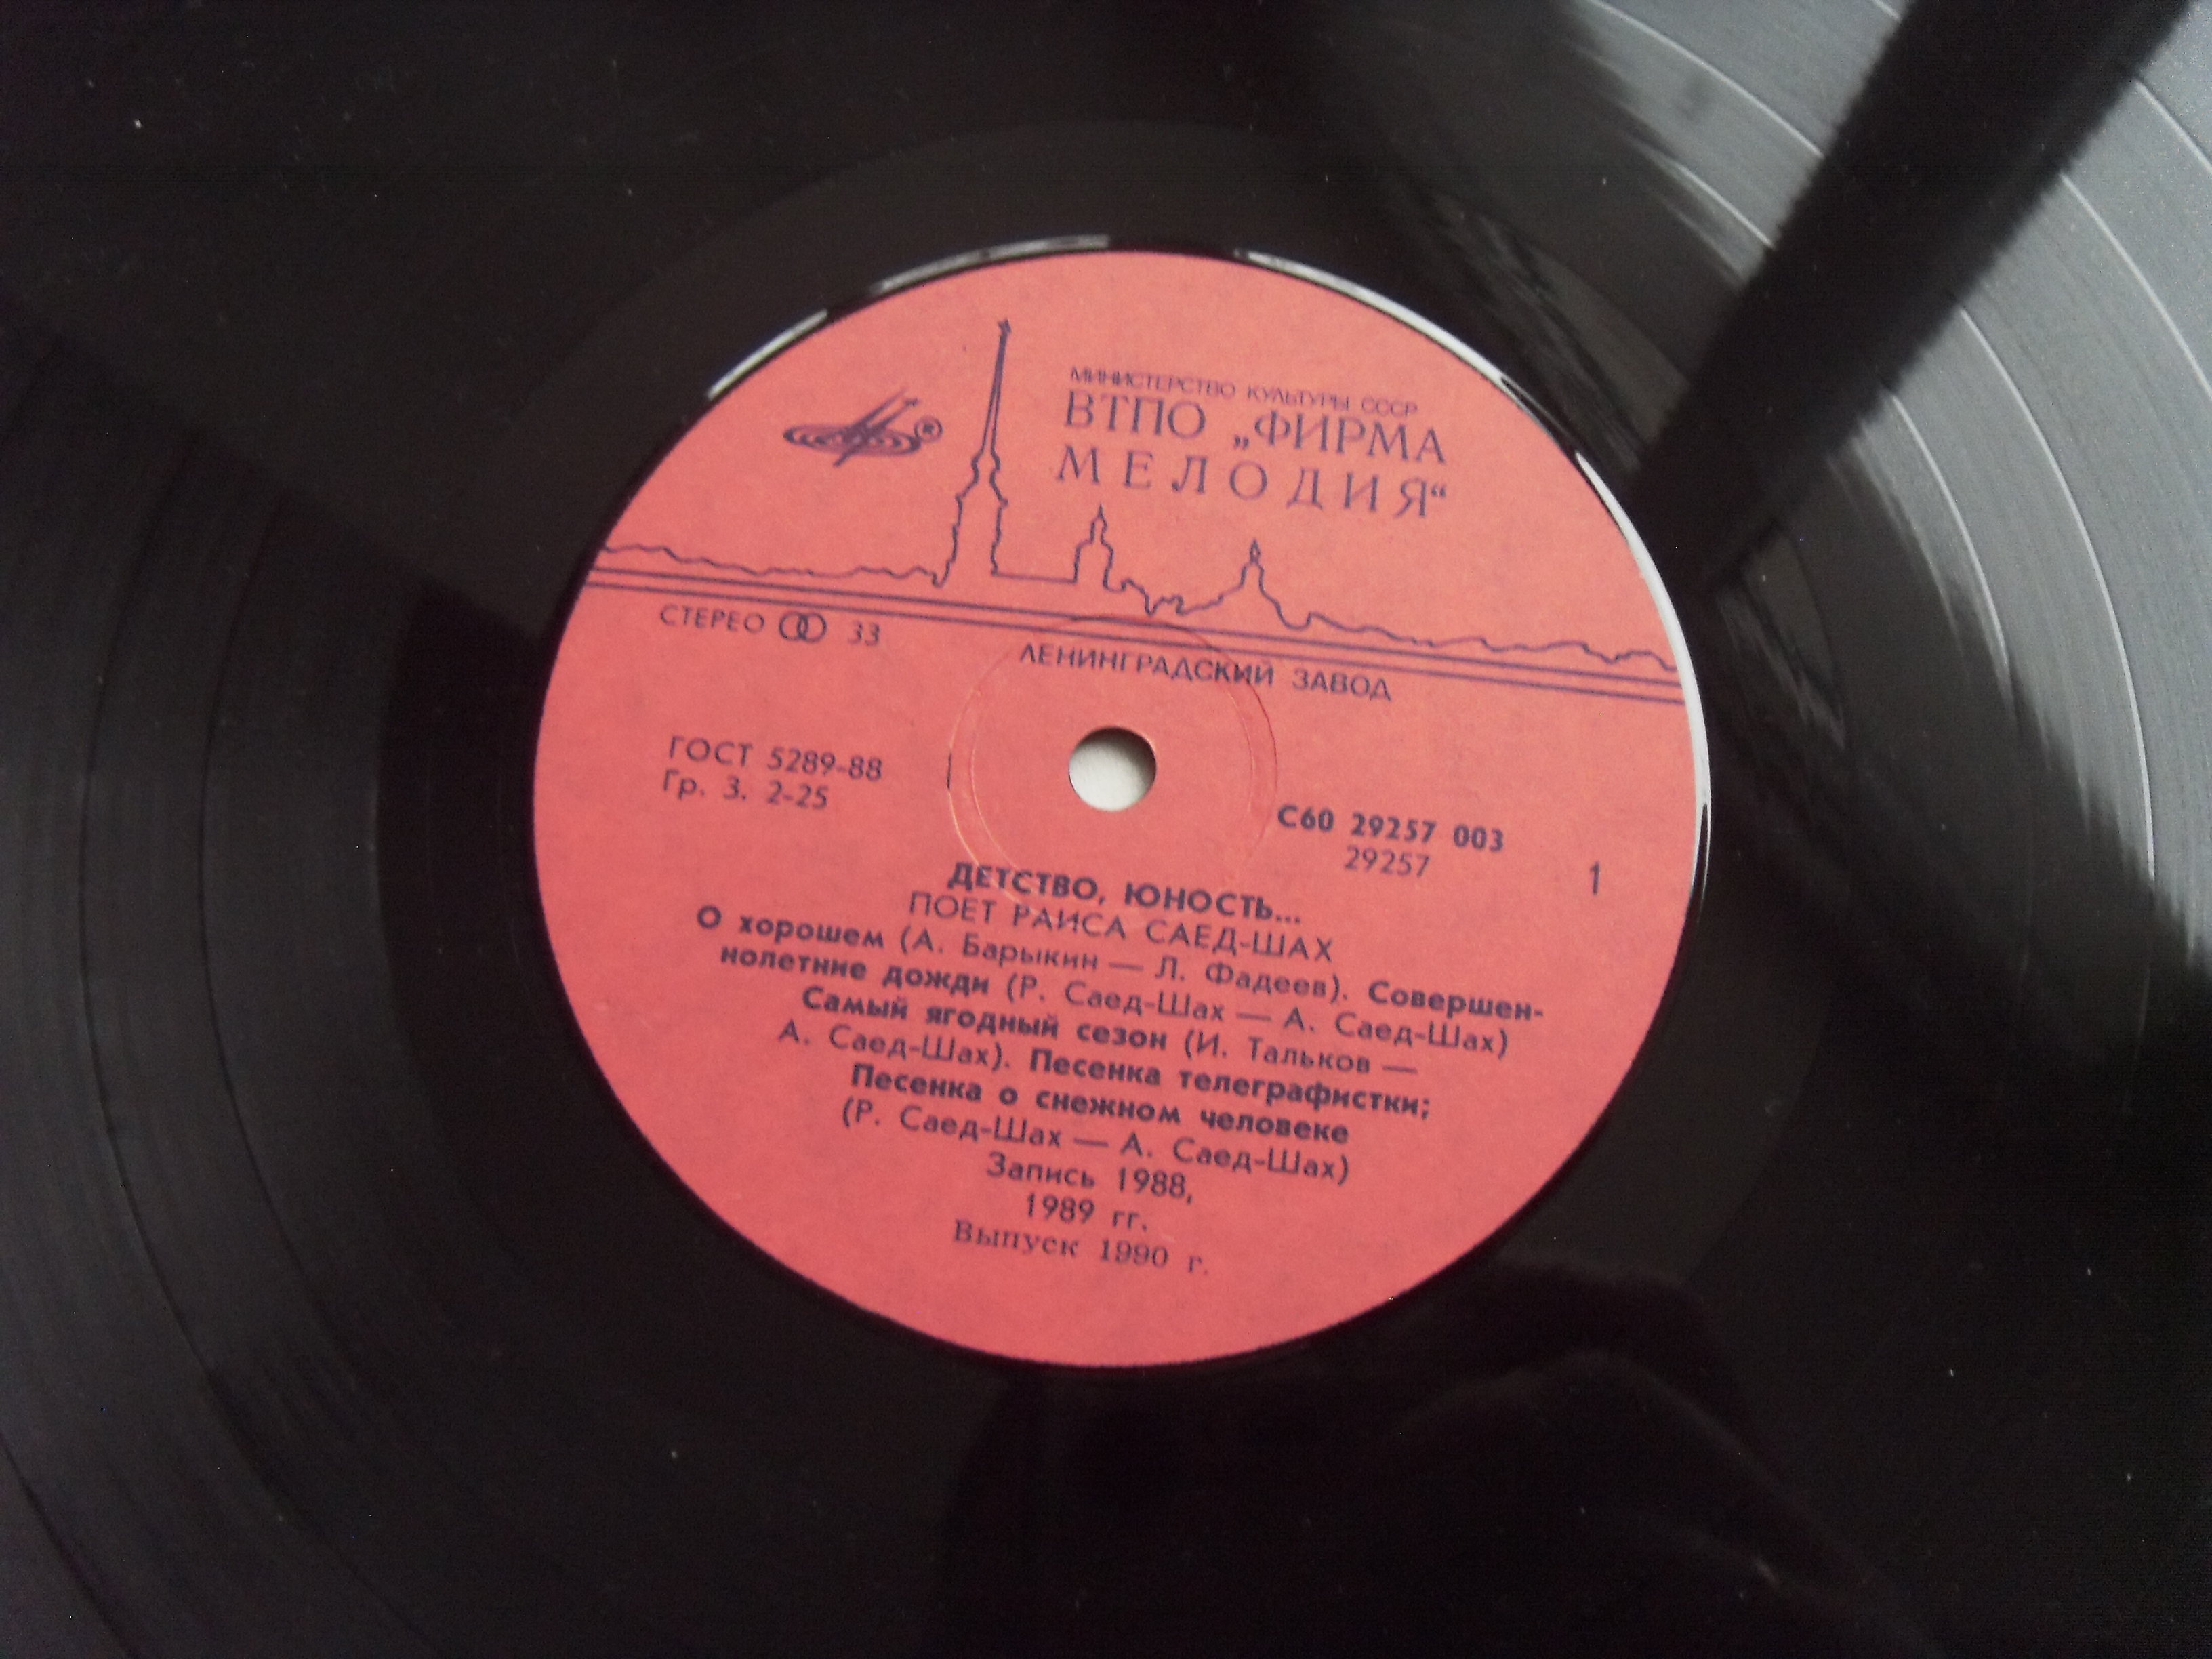 МИНИСТЕРСТВО КУЛЬТУРЫ СССР
ВТПО „ФИРМА
МЕЛОДИЯ“
®
СТЕРЕО 33
ЛЕНИНГРАДСКИЙ ЗАВОД
ГОСТ 5289-88
Гр. 3. 2-25
С60 29257 003
29257
1
ДЕТСТВО, ЮНОСТЬ...
ПОЕТ РАИСА САЕД-ШАХ
О хорошем (А. Барыкин — Л. Фадеев). Совершен-
нолетние дожди (Р. Саед-Шах — А. Саед-Шах)
Самый ягодный сезон (И. Тальков —
А. Саед-Шах). Песенка телеграфистки;
Песенка о снежном человеке
(Р. Саед-Шах — А. Саед-Шах)
Запись 1988,
1989 гг.
Выпуск 1990 г.